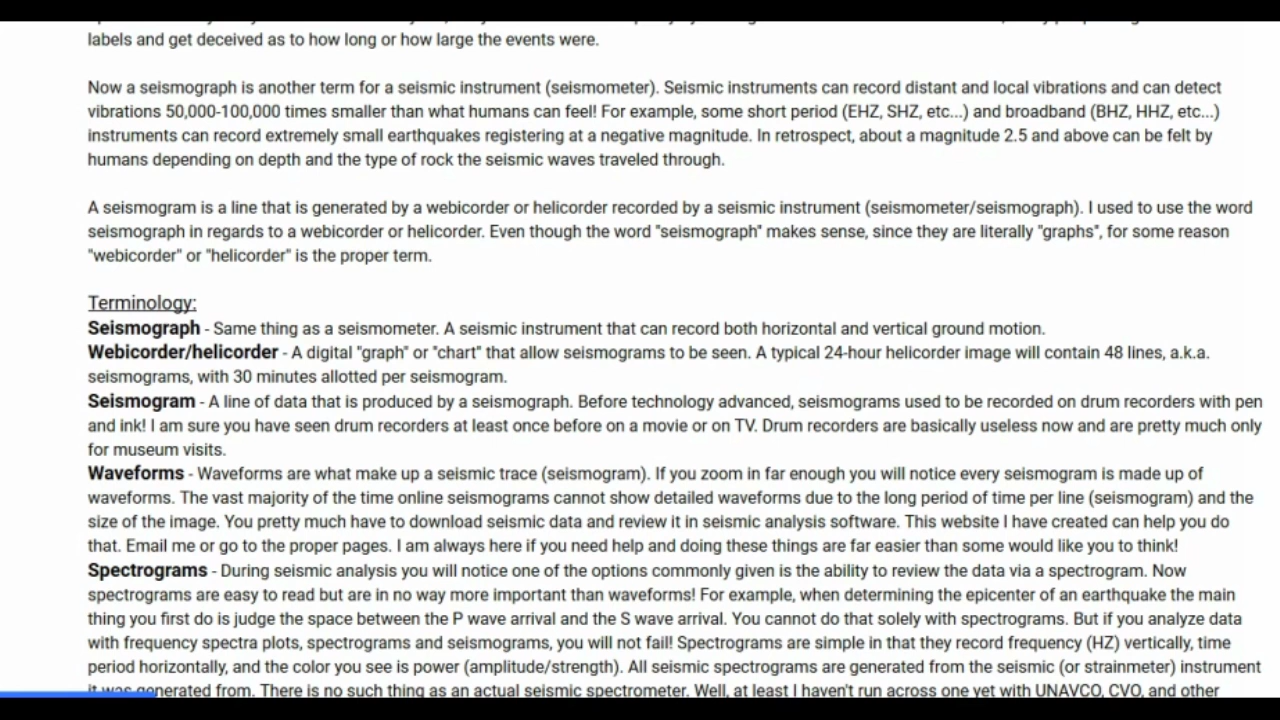 labels and get deceived as to how long or how large the events were.
Now a seismograph is another term for a seismic instrument (seismometer). Seismic instruments can record distant and local vibrations and can detect
vibrations 50,000-100,000 times smaller than what humans can feel! For example, some short period (EHZ, SHZ, etc...) and broadband (BHZ, HHZ, etc...)
instruments can record extremely small earthquakes registering at a negative magnitude. In retrospect, about a magnitude 2.5 and above can be felt by
humans depending on depth and the type of rock the seismic waves traveled through.
A seismogram is a line that is generated by a webicorder or helicorder recorded by a seismic instrument (seismometer/seismograph). I used to use the word
seismograph in regards to a webicorder or helicorder. Even though the word "seismograph" makes sense, since they are literally "graphs", for some reason
"webicorder" or "helicorder" is the proper term.
Terminology:
Seismograph - Same thing as a seismometer. A seismic instrument that can record both horizontal and vertical ground motion.
Webicorder/helicorder - A digital "graph" or "chart" that allow seismograms to be seen. A typical 24-hour helicorder image will contain 48 lines, a.k.a.
seismograms, with 30 minutes allotted per seismogram.
Seismogram - A line of data that is produced by a seismograph. Before technology advanced, seismograms used to be recorded on drum recorders with pen
and ink! I am sure you have seen drum recorders at least once before on a movie or on TV. Drum recorders are basically useless now and are pretty much only
for museum visits.
Waveforms - Waveforms are what make up a seismic trace (seismogram). If you zoom in far enough you will notice every seismogram is made up of
waveforms. The vast majority of the time online seismograms cannot show detailed waveforms due to the long period of time per line (seismogram) and the
size of the image. You pretty much have to download seismic data and review it in seismic analysis software. This website I have created can help you do
that. Email me or go to the proper pages. I am always here if you need help and doing these things are far easier than some would like you to think!
Spectrograms - During seismic analysis you will notice one of the options commonly given is the ability to review the data via a spectrogram. Now
spectrograms are easy to read but are in no way more important than waveforms! For example, when determining the epicenter of an earthquake the main
thing you first do is judge the space between the P wave arrival and the S wave arrival. You cannot do that solely with spectrograms. But if you analyze data
with frequency spectra plots, spectrograms and seismograms, you will not fail! Spectrograms are simple in that they record frequency (HZ) vertically, time
period horizontally, and the color you see is power (amplitude/strength). All seismic spectrograms are generated from the seismic (or strainmeter) instrument
it was generated from. There is no such thing as an actual seismic spectrometer. Well, at least I haven't run across one yet with UNAVCO, CVO, and other